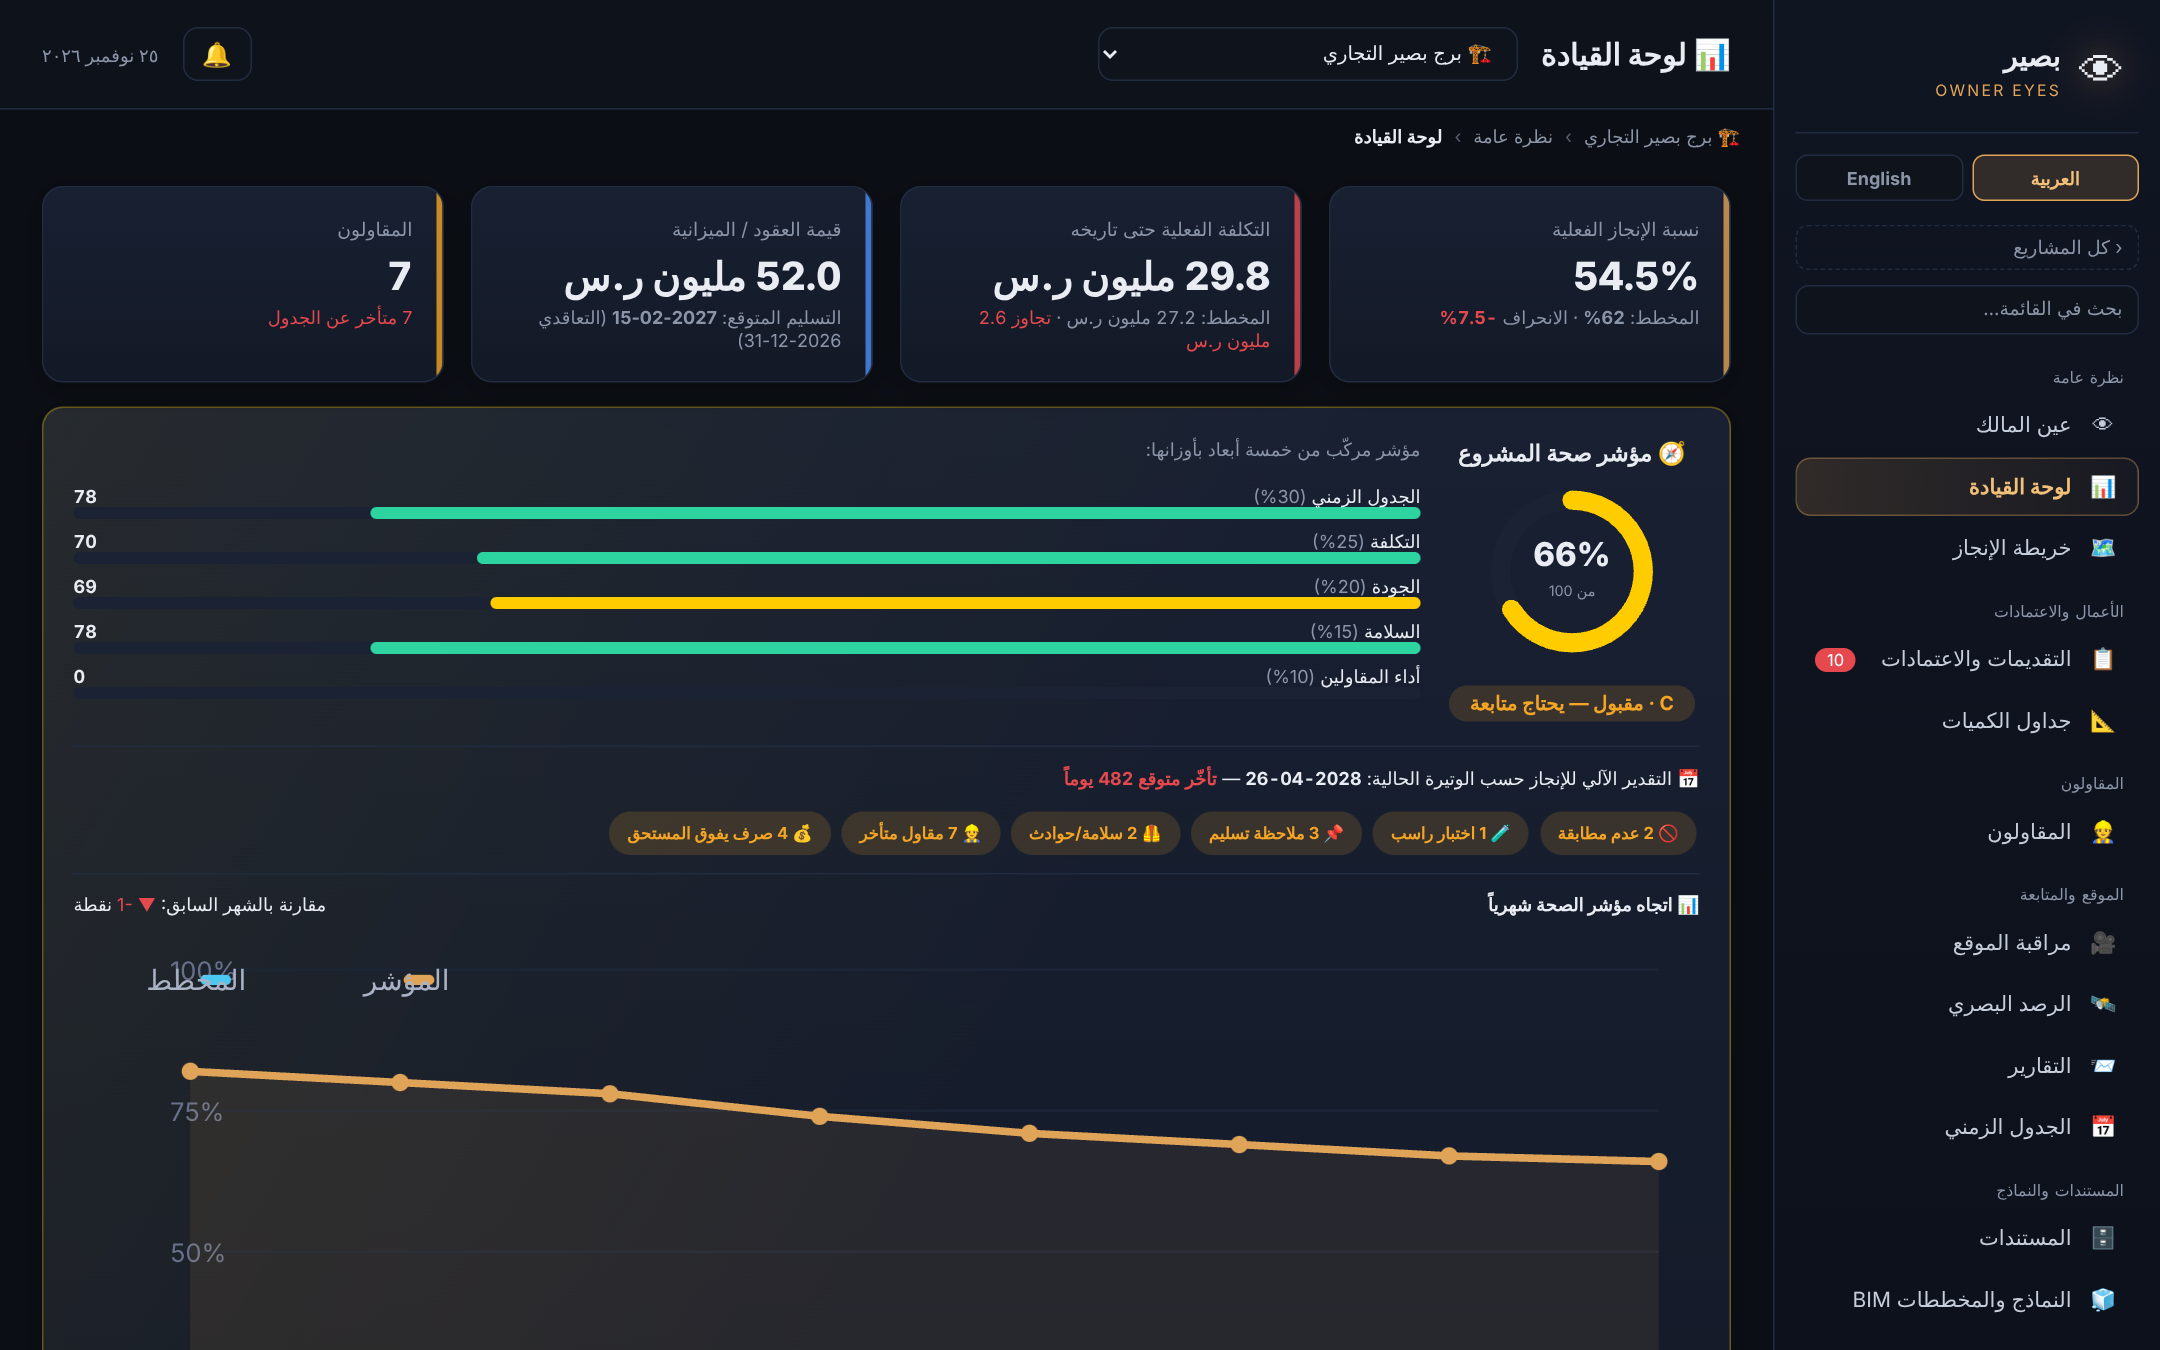 بصير
OWNER EYES
العربية
English
‹ كل المشاريع
بحث في القائمة...
نظرة عامة
عين المالك
لوحة القيادة
خريطة الإنجاز
الأعمال والاعتمادات
التقديمات والاعتمادات 10
جداول الكميات
المقاولون
المقاولون
الموقع والمتابعة
مراقبة الموقع
الرصد البصري
التقارير
الجدول الزمني
المستندات والنماذج
المستندات
النماذج والمخططات BIM
لوحة القيادة
برج بصير التجاري
٢٥ نوفمبر ٢٠٢٦
برج بصير التجاري › نظرة عامة › لوحة القيادة
نسبة الإنجاز الفعلية
54.5%
المخطط: 62% · الانحراف -7.5%
التكلفة الفعلية حتى تاريخه
29.8 مليون ر.س
المخطط: 27.2 مليون ر.س · تجاوز 2.6
مليون ر.س
قيمة العقود / الميزانية
52.0 مليون ر.س
التسليم المتوقع: 2027-02-15 (التعاقدي
2026-12-31)
المقاولون
7
7 متأخر عن الجدول
مؤشر صحة المشروع
66%
من 100
C · مقبول — يحتاج متابعة
مؤشر مركّب من خمسة أبعاد بأوزانها:
الجدول الزمني (30%) 78
التكلفة (25%) 70
الجودة (20%) 69
السلامة (15%) 78
أداء المقاولين (10%) 0
التقدير الآلي للإنجاز حسب الوتيرة الحالية: 2028-04-26 — تأخّر متوقع 482 يوماً
2 عدم مطابقة
1 اختبار راسب
3 ملاحظة تسليم
2 سلامة/حوادث
7 مقاول متأخر
4 صرف يفوق المستحق
اتجاه مؤشر الصحة شهرياً
مقارنة بالشهر السابق: ▼ -1 نقطة
المؤشر
المخطط
100%
75%
50%